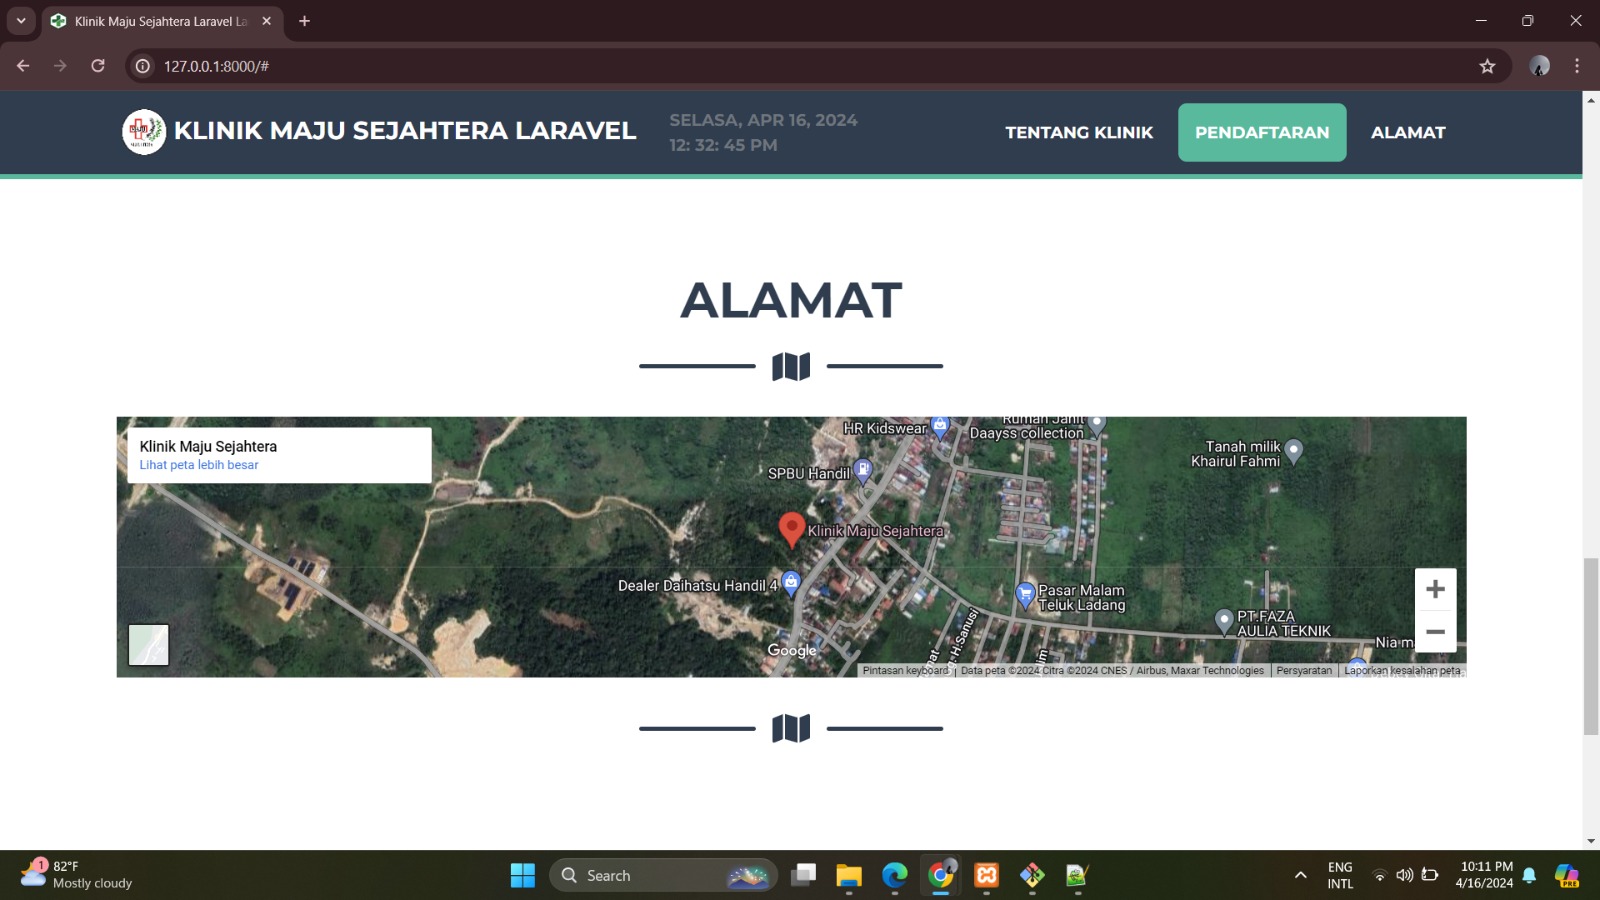 Klinik Maju Sejahtera Laravel La
127.0.0.1:8000/#
KLINIK MAJU SEJAHTERA LARAVEL
SELASA, APR 16, 2024
12: 32: 45 PM
TENTANG KLINIK
PENDAFTARAN
ALAMAT
ALAMAT
Klinik Maju Sejahtera
Lihat peta lebih besar
HR Kidswear
Rumah Jahit
Daayss collection
Tanah milik
Khairul Fahmi
SPBU Handil
Klinik Maju Sejahtera
Dealer Daihatsu Handil 4
Pasar Malam
Teluk Ladang
PT.FAZA
AULIA TEKNIK
Nia m
H.Sanusi
Google
Pintasan keyboard
Data peta ©2024 Citra ©2024 CNES / Airbus, Maxar Technologies
Persyaratan
Laporkan kesalahan peta
1
82°F
Mostly cloudy
Search
ENG
INTL
10:11 PM
4/16/2024
PRE